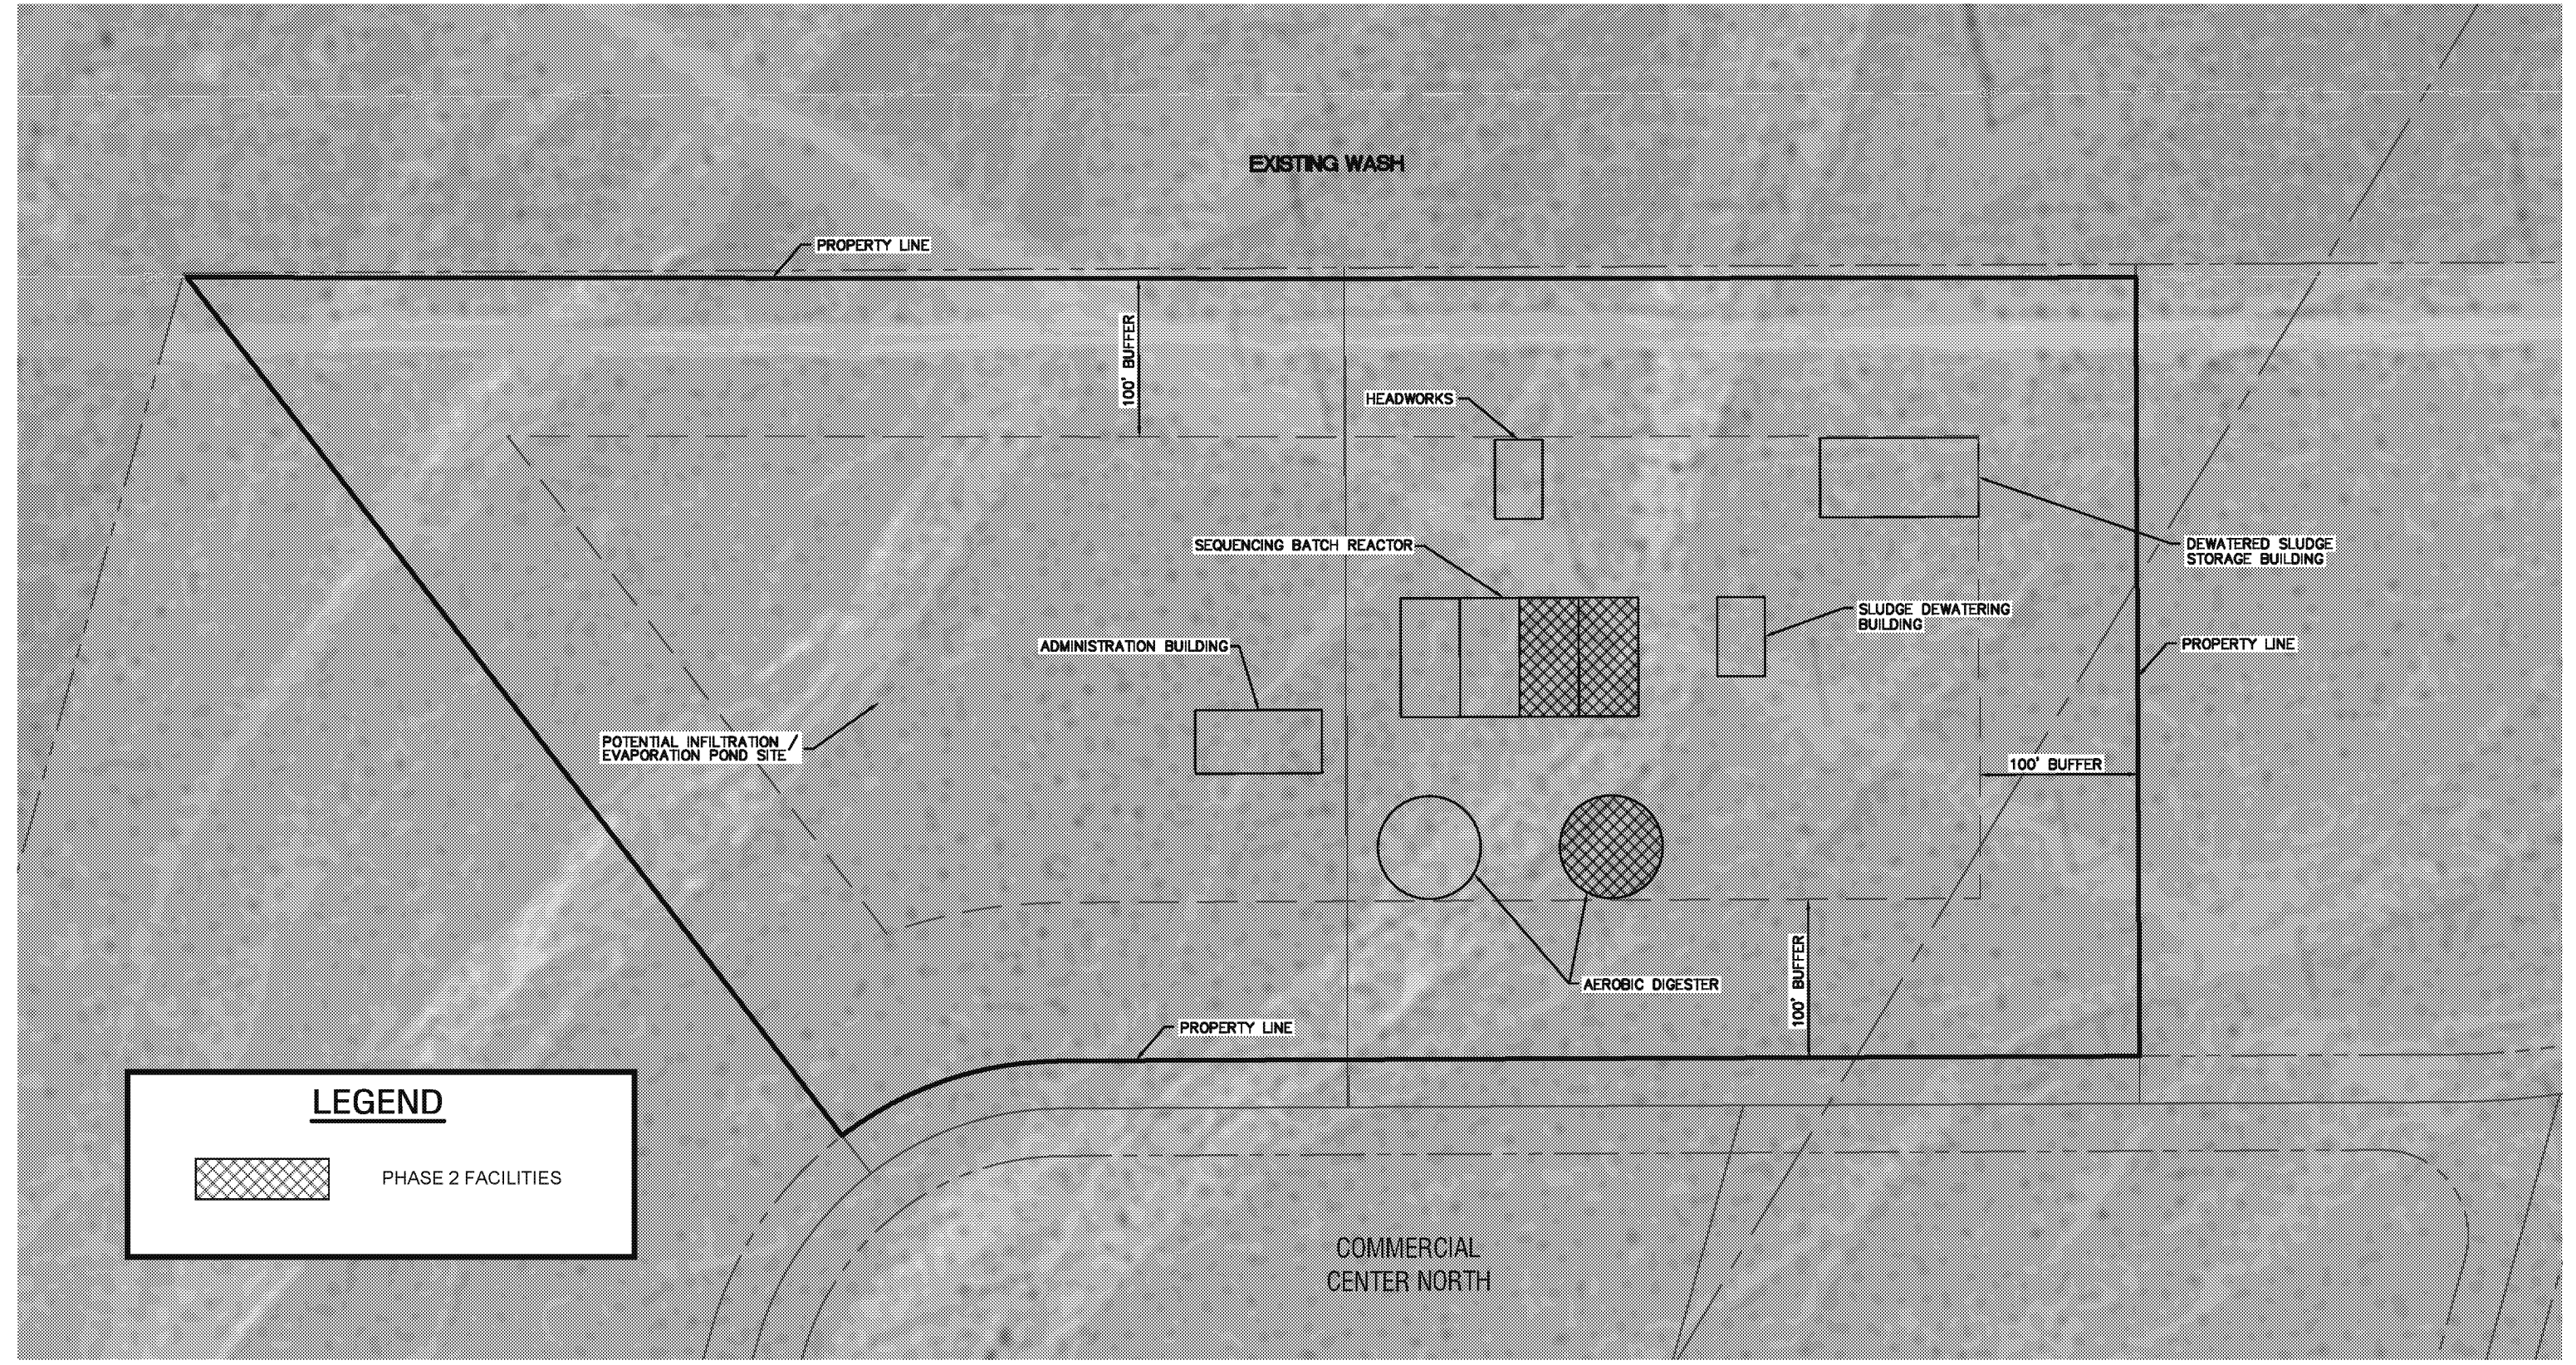 EXISTING WASH
PROPERTY LINE
100' BUFFER
HEADWORKS
SEQUENCING BATCH REACTOR
DEWATERED SLUDGE
STORAGE BUILDING
SLUDGE DEWATERING
BUILDING
ADMINISTRATION BUILDING
PROPERTY LINE
POTENTIAL INFILTRATION /
EVAPORATION POND SITE
100' BUFFER
AEROBIC DIGESTER
100' BUFFER
PROPERTY LINE
LEGEND
PHASE 2 FACILITIES
COMMERCIAL
CENTER NORTH